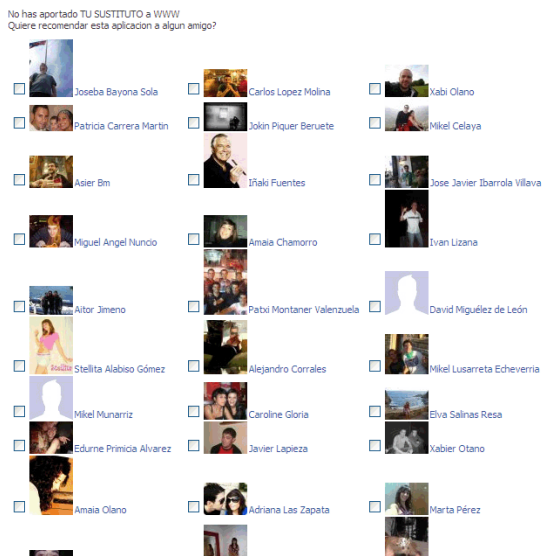 No has aportado TU SUSTITUTO a WWW
Quiere recomendar esta aplicacion a algun amigo?
Joseba Bayona Sola
Carlos Lopez Molina
Xabi Olano
Patricia Carrera Martin
Jokin Piquer Beruete
Mikel Celaya
Asier Bm
Iñaki Fuentes
Jose Javier Ibarrola Villava
Miguel Angel Nuncio
Amaia Chamorro
Ivan Lizana
Aitor Jimeno
Patxi Montaner Valenzuela
David Miguélez de León
Stellita Alabiso Gómez
Alejandro Corrales
Mikel Lusarreta Echeverria
Mikel Munarriz
Caroline Gloria
Elva Salinas Resa
Edurne Primicia Alvarez
Javier Lapieza
Xabier Otano
Amaia Olano
Adriana Las Zapata
Marta Pérez